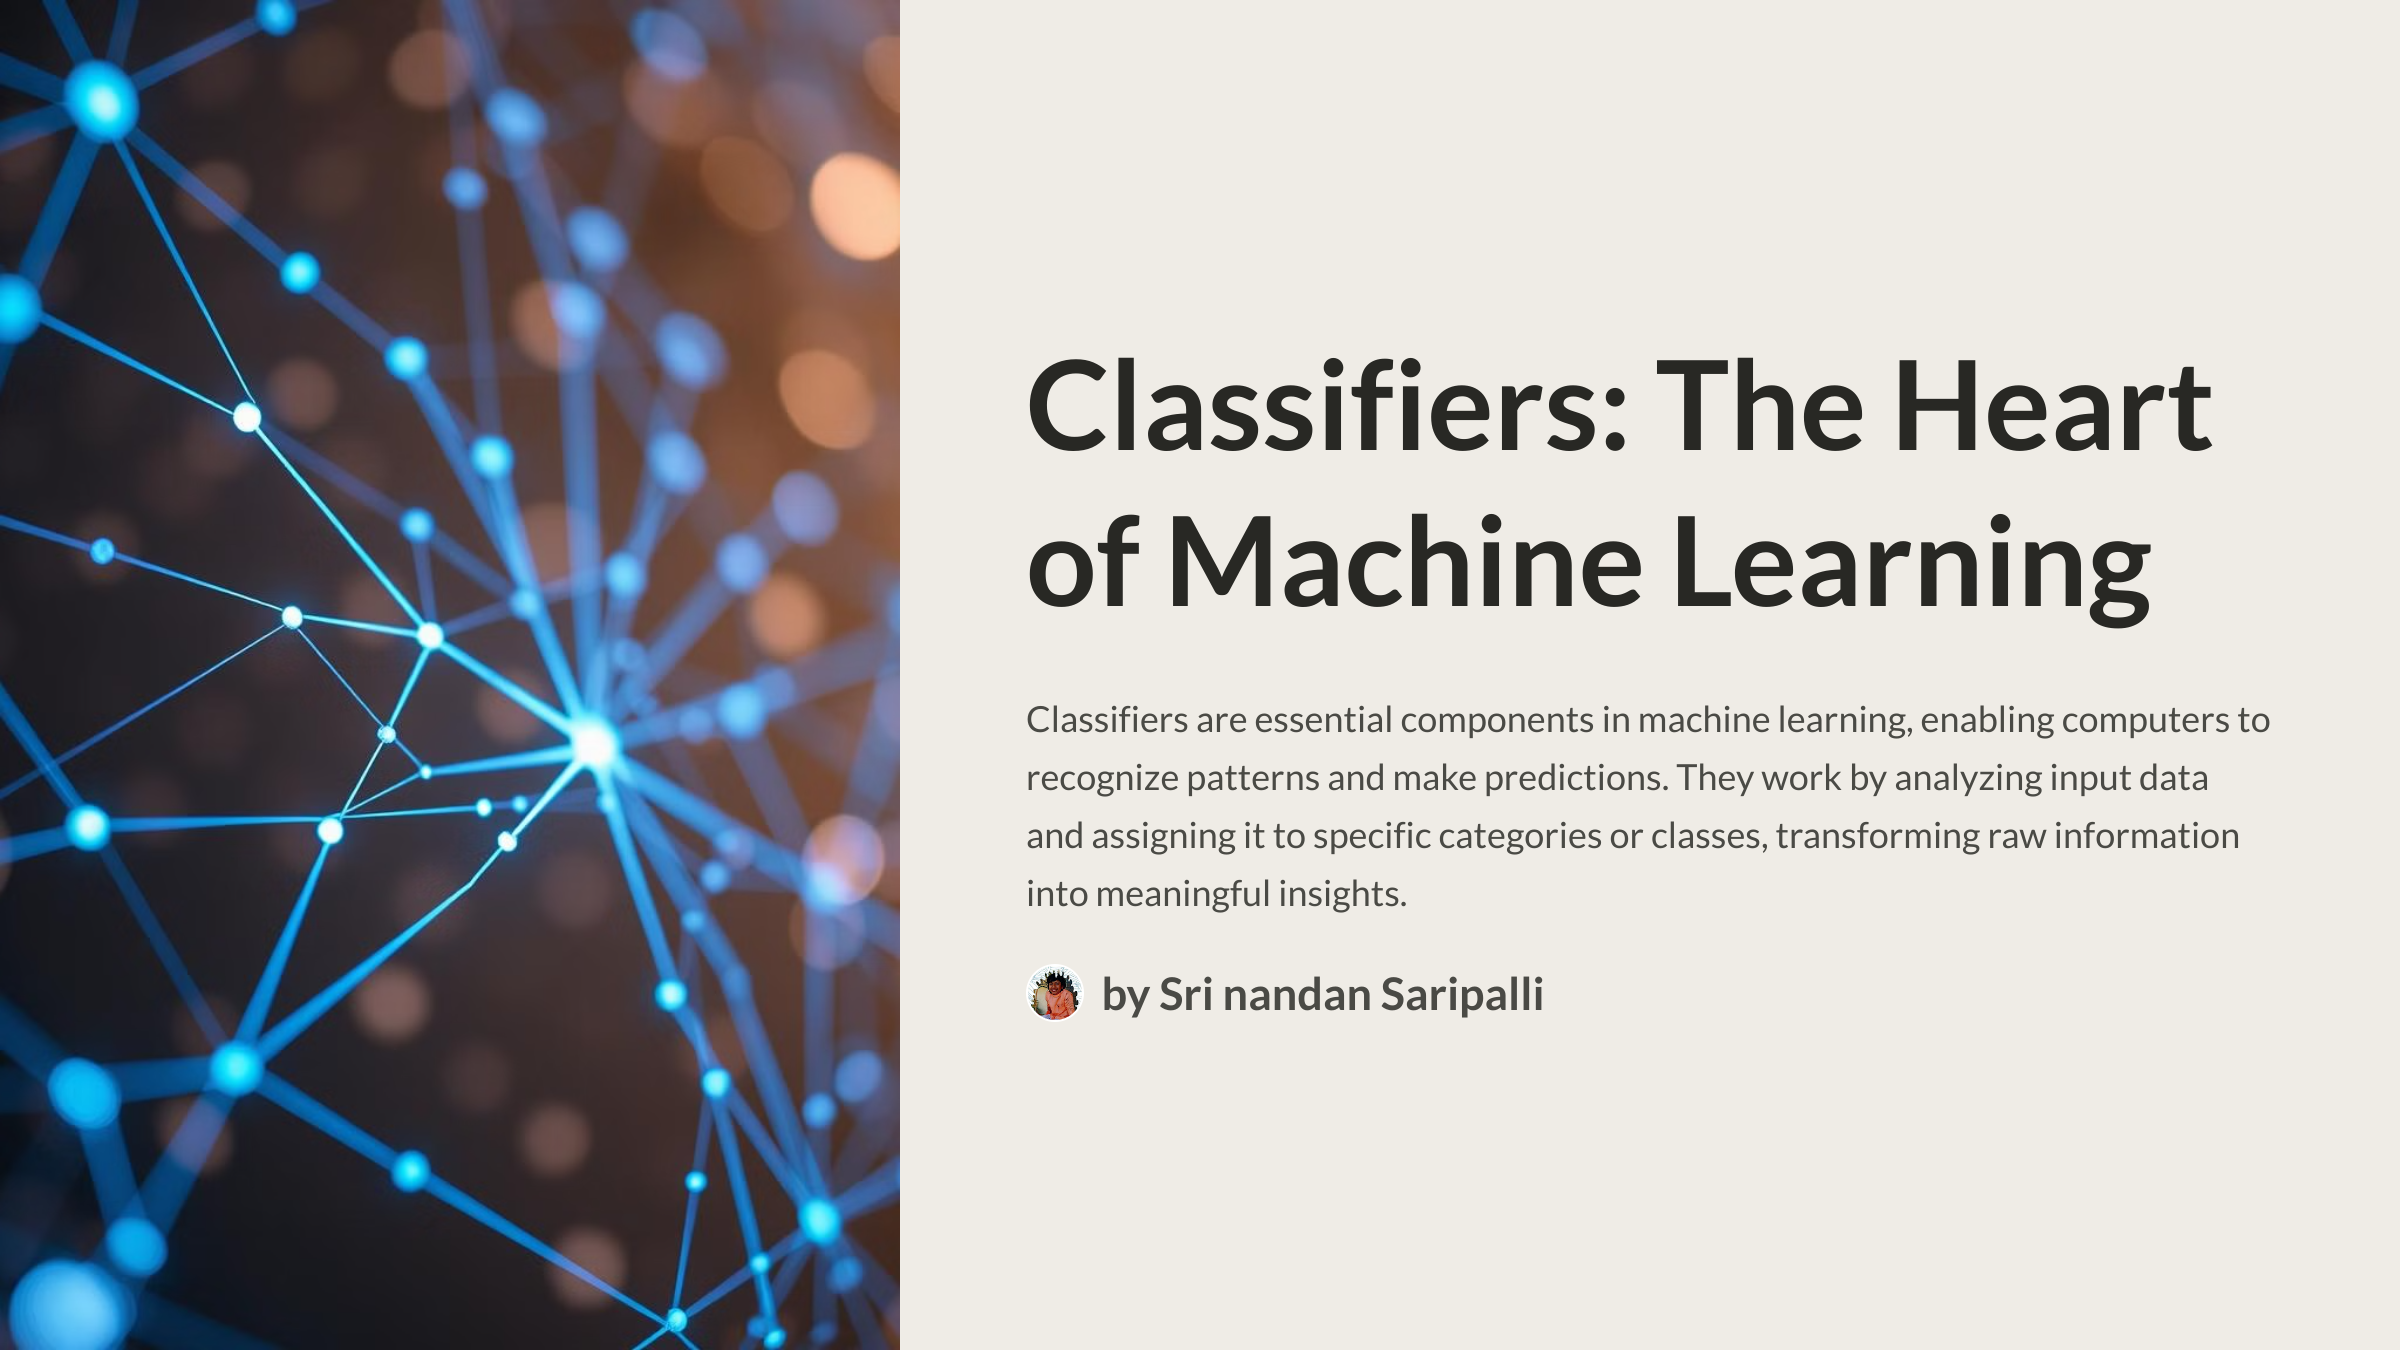 Classifiers: The Heart
of Machine Learning
Classifiers are essential components in machine learning, enabling computers to
recognize patterns and make predictions. They work by analyzing input data
and assigning it to specific categories or classes, transforming raw information
into meaningful insights.
by Sri nandan Saripalli